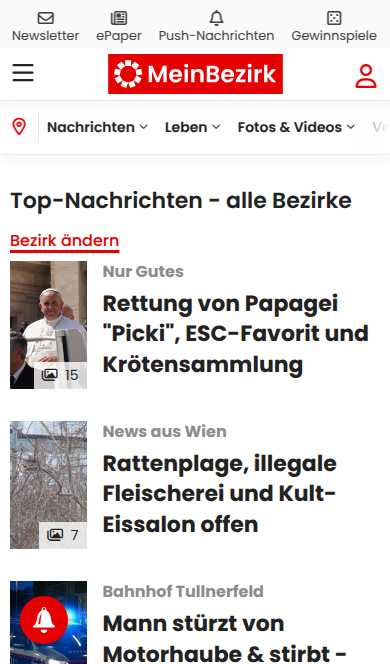 Newsletter ePaper Push-Nachrichten Gewinnspiele
MeinBezirk
Nachrichten Leben Fotos & Videos
Top-Nachrichten - alle Bezirke
Bezirk ändern
Nur Gutes
Rettung von Papagei
"Picki", ESC-Favorit und
Krötensammlung
15
News aus Wien
Rattenplage, illegale
Fleischerei und Kult-
Eissalon offen
7
Bahnhof Tullnerfeld
Mann stürzt von
Motorhaube & stirbt -